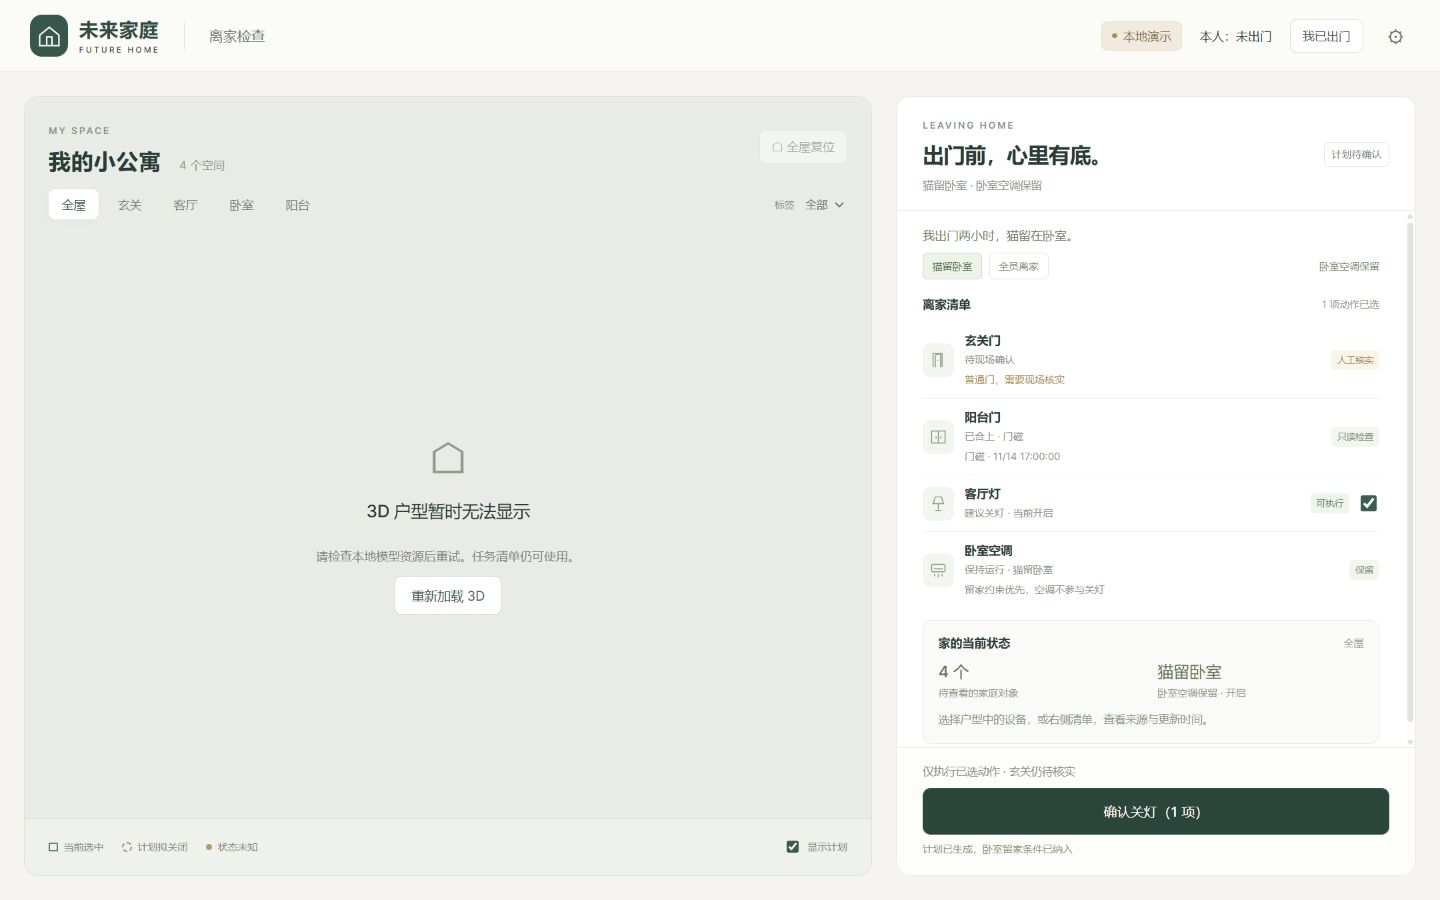 未来家庭
FUTURE HOME
离家检查
本地演示
本人：未出门
我已出门
MY SPACE
我的小公寓
4 个空间
全屋复位
全屋
玄关
客厅
卧室
阳台
标签
全部
3D 户型暂时无法显示
请检查本地模型资源后重试。任务清单仍可使用。
重新加载 3D
当前选中
计划拟关闭
状态未知
显示计划
LEAVING HOME
出门前，心里有底。
计划待确认
猫留卧室 · 卧室空调保留
我出门两小时，猫留在卧室。
猫留卧室
全员离家
卧室空调保留
离家清单
1 项动作已选
玄关门
待现场确认
普通门，需要现场核实
人工核实
阳台门
已合上 · 门磁
门磁 · 11/14 17:00:00
只读检查
客厅灯
建议关灯 · 当前开启
可执行
卧室空调
保持运行 · 猫留卧室
留家约束优先，空调不参与关灯
保留
家的当前状态
全屋
4 个
待查看的家庭对象
猫留卧室
卧室空调保留 · 开启
选择户型中的设备，或右侧清单，查看来源与更新时间。
仅执行已选动作 · 玄关仍待核实
确认关灯（1 项）
计划已生成，卧室留家条件已纳入